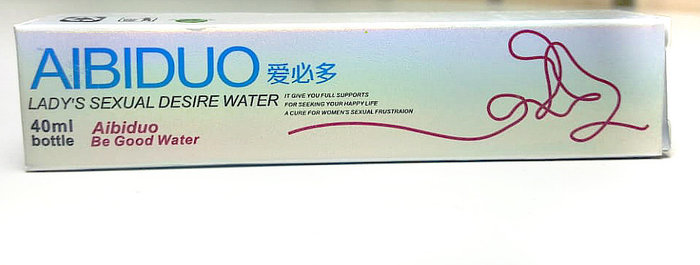 AIBIDUO 爱必多
LADY'S SEXUAL DESIRE WATER
IT GIVE YOU FULL SUPPORTS
FOR SEEKING YOUR HAPPY LIFE
A CURE FOR WOMEN'S SEXUAL FRUSTRAION
40ml
bottle
Aibiduo
Be Good Water